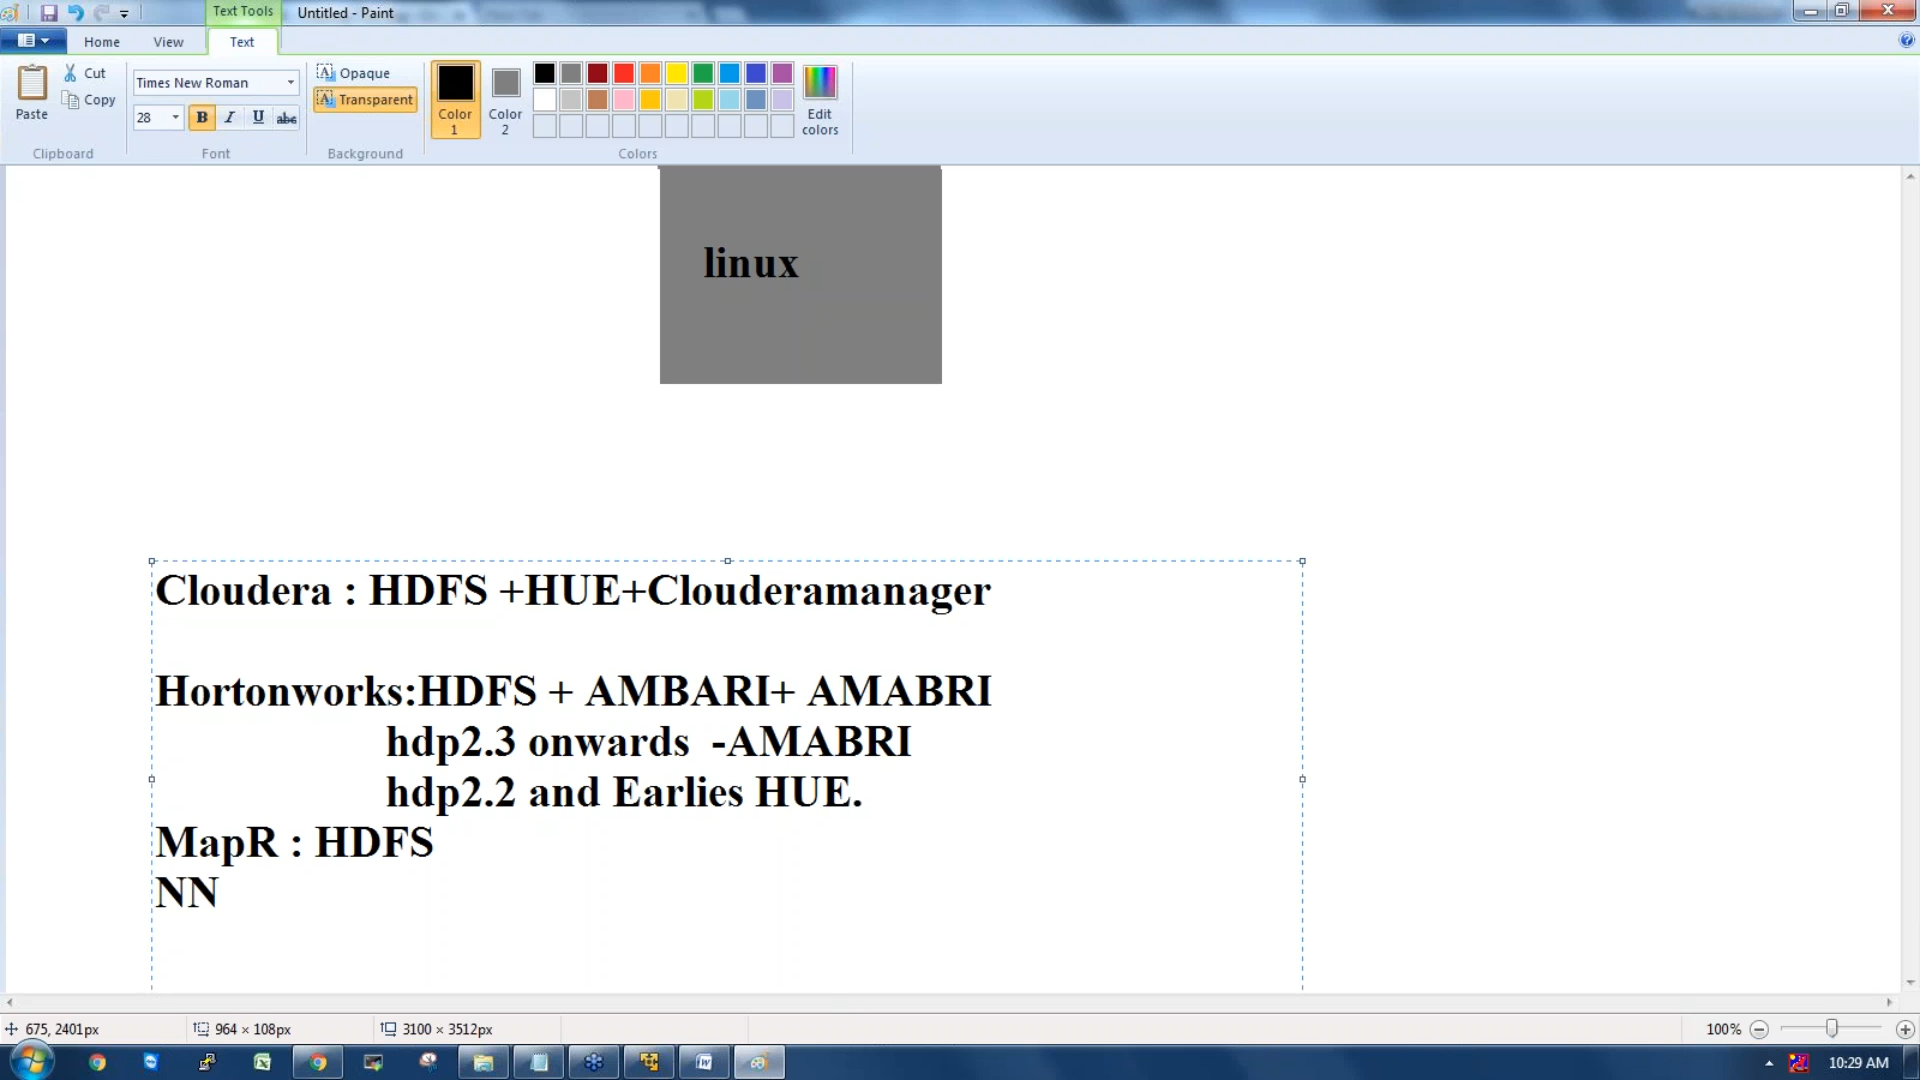 Text Tools
Untitled - Paint
Home
View
Text
Paste
Cut
Copy
Clipboard
Times New Roman
28
B
I
U
abc
Font
Opaque
Transparent
Background
Color 1
Color 2
Edit colors
Colors
linux
Cloudera : HDFS +HUE+Clouderamanager
Hortonworks:HDFS + AMBARI+ AMABRI
hdp2.3 onwards -AMABRI
hdp2.2 and Earlies HUE.
MapR : HDFS
NN
675, 2401px
964 × 108px
3100 × 3512px
100%
10:29 AM